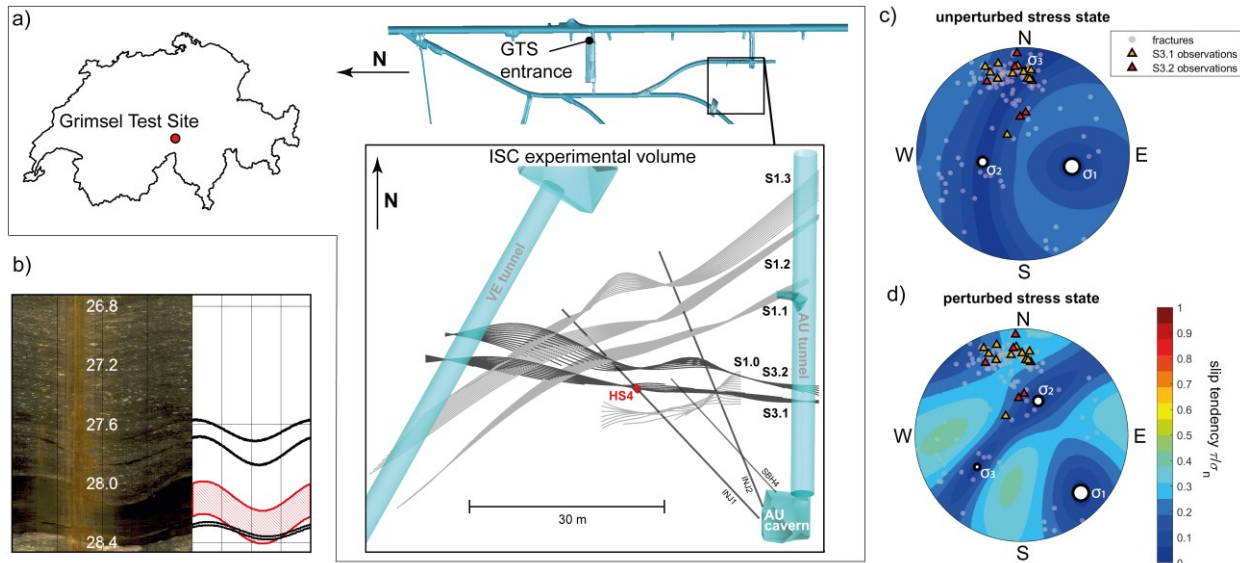 a)
Grimsel Test Site
N
GTS
entrance
ISC experimental volume
N
VE tunnel
S1.3
S1.2
S1.1
AU tunnel
S1.0
S3.2
S3.1
HS4
INJ1
INJ2
SBH4
AU
cavern
30 m
b)
26.8
27.2
27.6
28.0
28.4
c)
unperturbed stress state
fractures
S3.1 observations
S3.2 observations
N
W
E
S
σ3
σ2
σ1
d)
perturbed stress state
N
W
E
S
σ2
σ3
σ1
1
0.9
0.8
0.7
0.6
0.5
0.4
0.3
0.2
0.1
0
slip tendency τ/σn